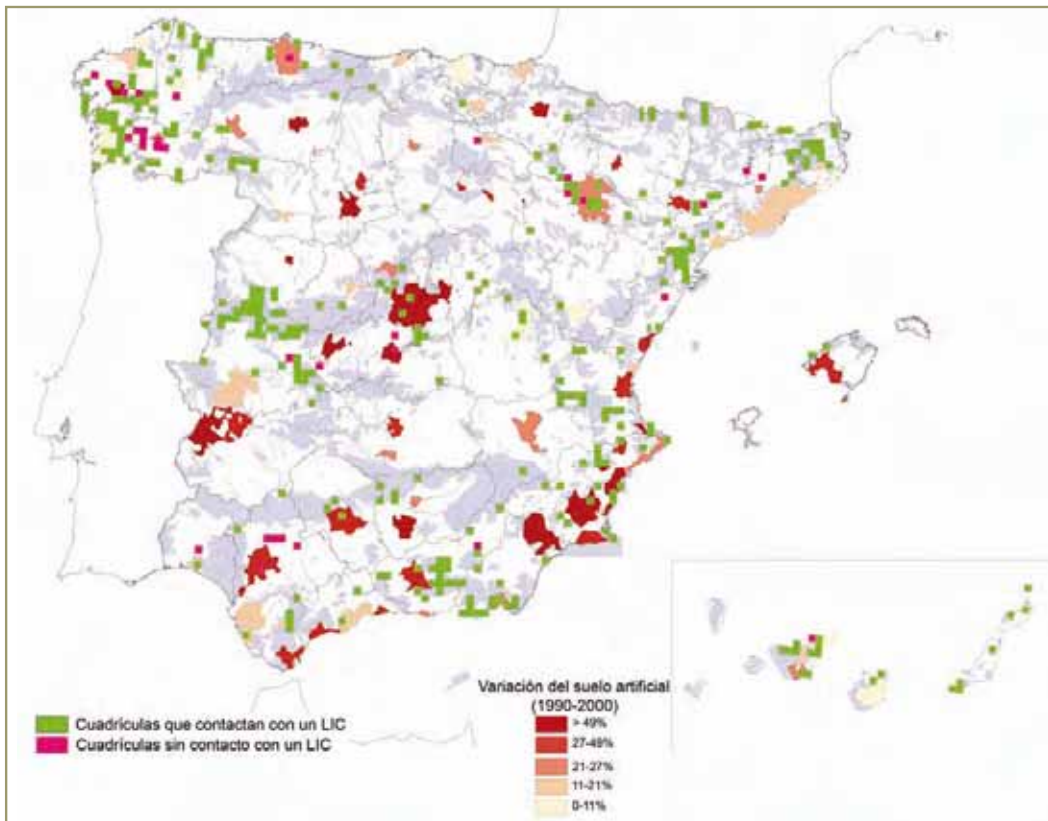 Cuadrículas que contactan con un LIC
Cuadrículas sin contacto con un LIC
Variación del suelo artificial
(1990-2000)
> 49%
27-49%
21-27%
11-21%
0-11%